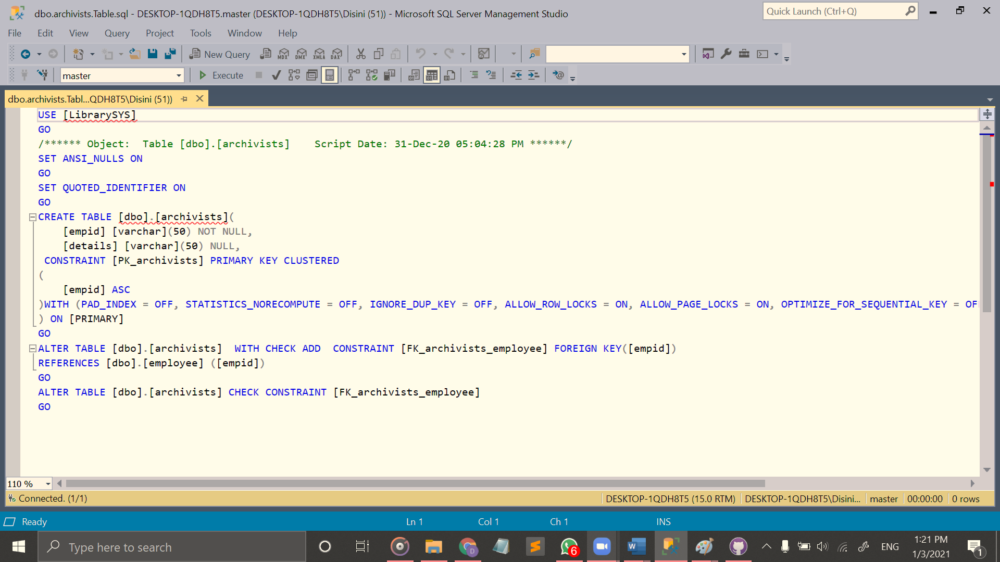 dbo.archivists.Table.sql - DESKTOP-1QDH8T5.master (DESKTOP-1QDH8T5\Disini (51)) - Microsoft SQL Server Management Studio
Quick Launch (Ctrl+Q)
File Edit View Query Project Tools Window Help
New Query MDX DMX XMLA DAX
master Execute
dbo.archivists.Tabl...QDH8T5\Disini (51))
USE [LibrarySYS]
GO
/****** Object:  Table [dbo].[archivists]    Script Date: 31-Dec-20 05:04:28 PM ******/
SET ANSI_NULLS ON
GO
SET QUOTED_IDENTIFIER ON
GO
CREATE TABLE [dbo].[archivists](
    [empid] [varchar](50) NOT NULL,
    [details] [varchar](50) NULL,
 CONSTRAINT [PK_archivists] PRIMARY KEY CLUSTERED
(
    [empid] ASC
)WITH (PAD_INDEX = OFF, STATISTICS_NORECOMPUTE = OFF, IGNORE_DUP_KEY = OFF, ALLOW_ROW_LOCKS = ON, ALLOW_PAGE_LOCKS = ON, OPTIMIZE_FOR_SEQUENTIAL_KEY = OF
) ON [PRIMARY]
GO
ALTER TABLE [dbo].[archivists]  WITH CHECK ADD  CONSTRAINT [FK_archivists_employee] FOREIGN KEY([empid])
REFERENCES [dbo].[employee] ([empid])
GO
ALTER TABLE [dbo].[archivists] CHECK CONSTRAINT [FK_archivists_employee]
GO
110 %
Connected. (1/1) DESKTOP-1QDH8T5 (15.0 RTM) DESKTOP-1QDH8T5\Disini... master 00:00:00 0 rows
Ready Ln 1 Col 1 Ch 1 INS
Type here to search
D
6
W
ENG
1:21 PM
1/3/2021
1